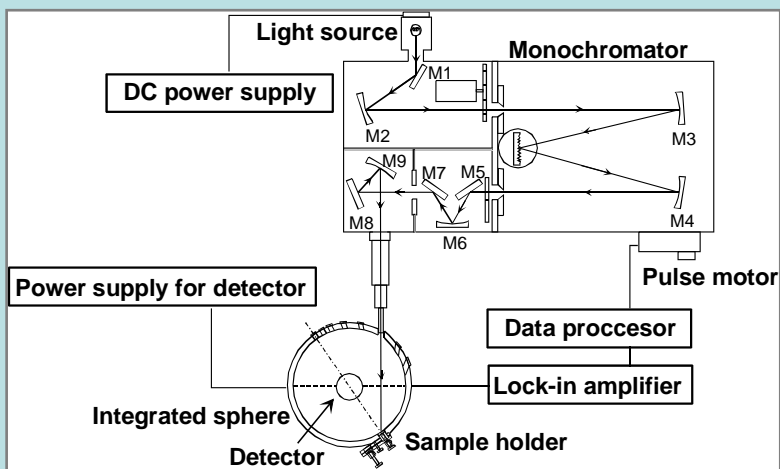 Light source
Monochromator
DC power supply
M1
M2
M3
M9
M7
M5
M8
M6
M4
Power supply for detector
Pulse motor
Data proccesor
Lock-in amplifier
Integrated sphere
Sample holder
Detector